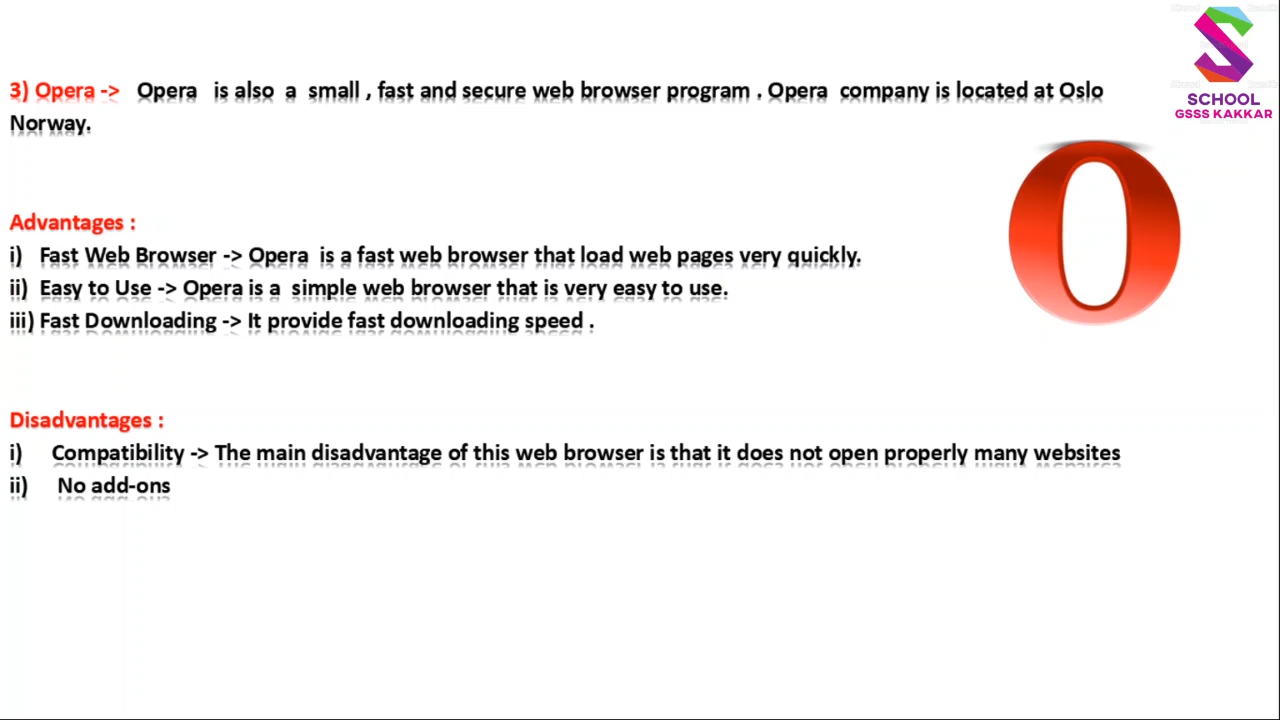 SCHOOL
GSSS KAKKAR
3) Opera -> Opera is also a small , fast and secure web browser program . Opera company is located at Oslo
Norway.
Advantages :
i) Fast Web Browser -> Opera is a fast web browser that load web pages very quickly.
ii) Easy to Use -> Opera is a simple web browser that is very easy to use.
iii) Fast Downloading -> It provide fast downloading speed .
Disadvantages :
i) Compatibility -> The main disadvantage of this web browser is that it does not open properly many websites
ii) No add-ons